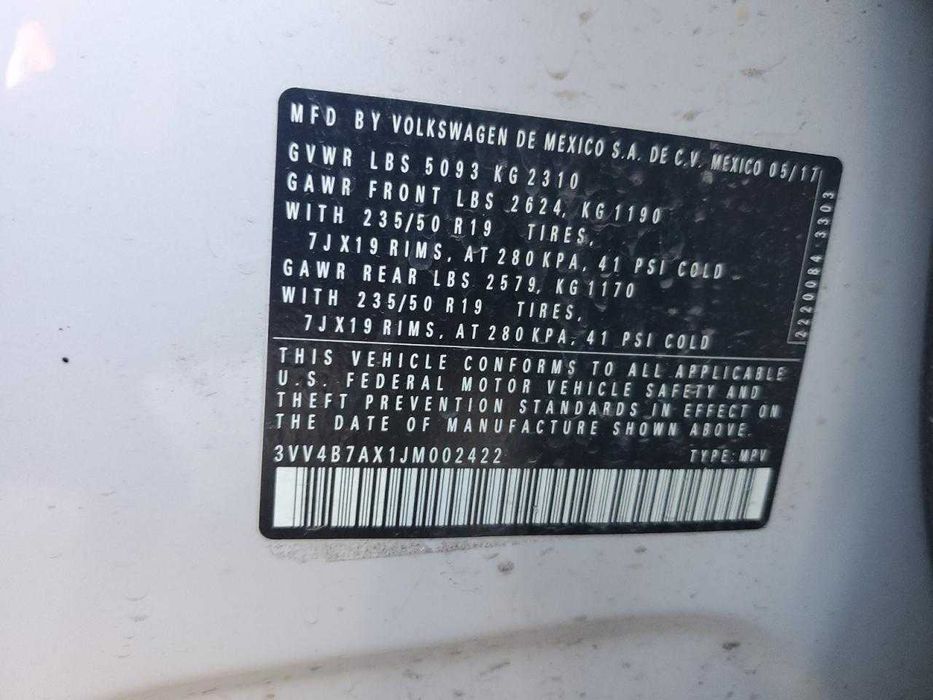 MFD BY VOLKSWAGEN DE MEXICO S.A. DE C.V. MEXICO 05/17
GVWR LBS 5093 KG 2310
GAWR FRONT LBS 2624, KG 1190
WITH 235/50 R19 TIRES,
7JX19 RIMS, AT 280 KPA, 41 PSI COLD
GAWR REAR LBS 2579, KG 1170
WITH 235/50 R19 TIRES,
7JX19 RIMS, AT 280 KPA, 41 PSI COLD
2220084 3303
THIS VEHICLE CONFORMS TO ALL APPLICABLE
U.S. FEDERAL MOTOR VEHICLE SAFETY AND
THEFT PREVENTION STANDARDS IN EFFECT ON
THE DATE OF MANUFACTURE SHOWN ABOVE.
3VV4B7AX1JM002422 TYPE: MPV